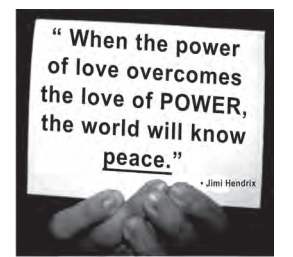 “ When the power
of love overcomes
the love of POWER,
the world will know
peace.”
• Jimi Hendrix